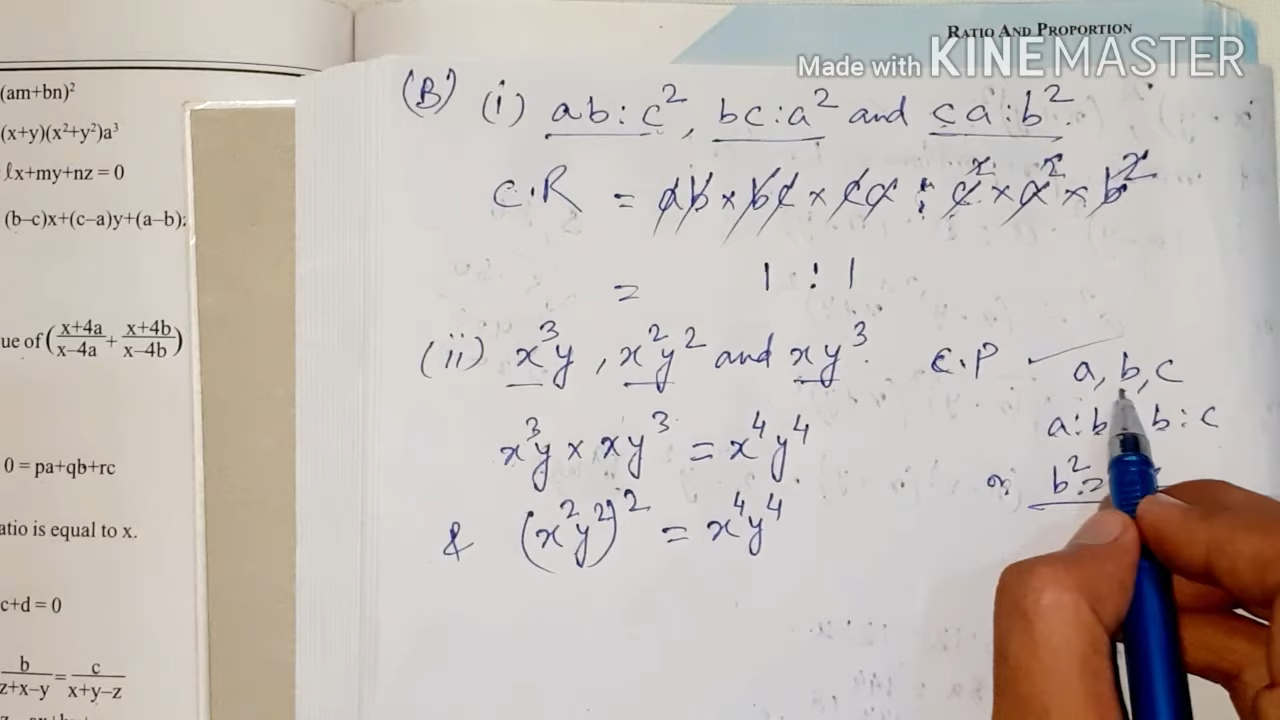 RATIO AND PROPORTION
Made with KINEMASTER
(am+bn)²
(x+y)(x²+y²)a³
ℓx+my+nz = 0
(b–c)x+(c–a)y+(a–b)
ue of (x+4a/x–4a + x+4b/x–4b)
0 = pa+qb+rc
atio is equal to x.
c+d = 0
b/z+x–y = c/x+y–z
(B) (i) ab : c², bc : a² and ca : b².
C.R = ab × bc × ca : c² × a² × b²
= 1 : 1
(ii) x³y, x²y² and xy³. C.P a, b, c
a : b b : c
x³y × xy³ = x⁴y⁴
b² =
& (x²y²)² = x⁴y⁴